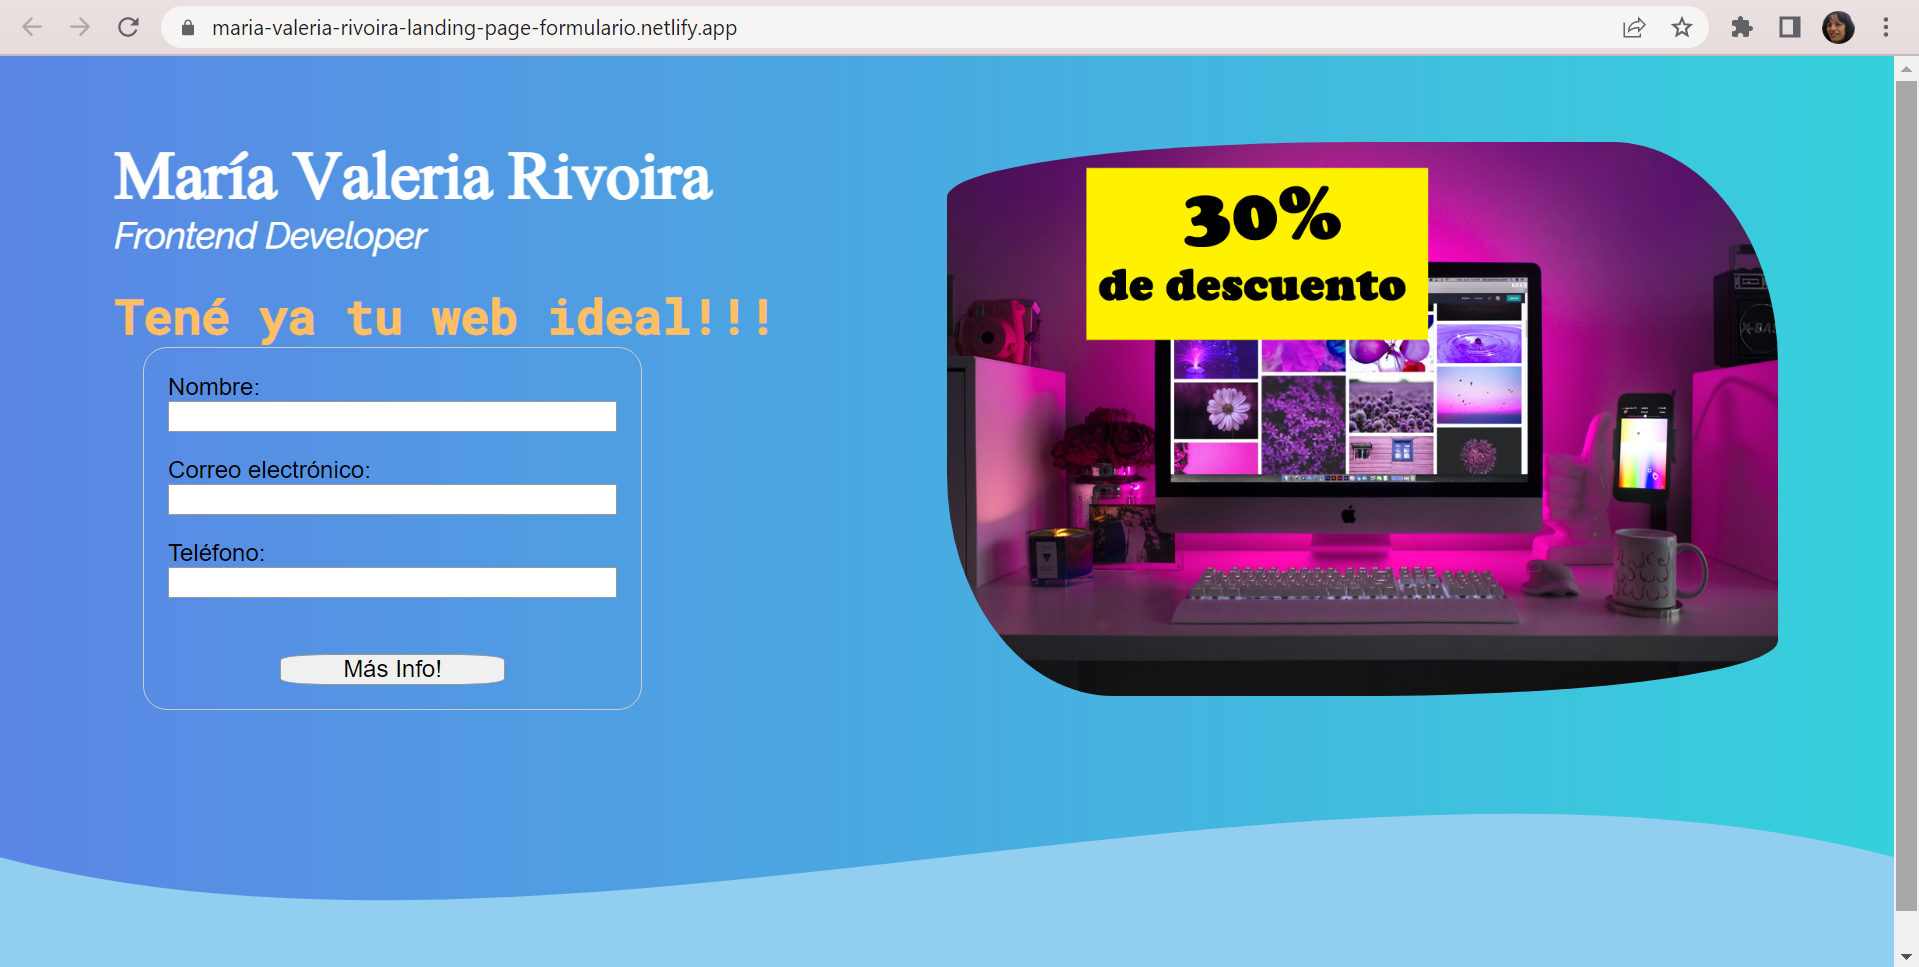 maria-valeria-rivoira-landing-page-formulario.netlify.app
María Valeria Rivoira
Frontend Developer
Tené ya tu web ideal!!!
Nombre:
Correo electrónico:
Teléfono:
Más Info!
30%
de descuento
X-BAS